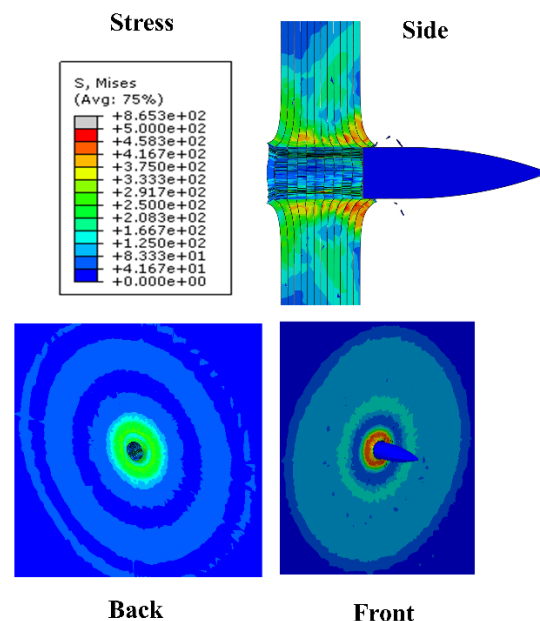 Stress
Side
S, Mises
(Avg: 75%)
+8.653e+02
+5.000e+02
+4.583e+02
+4.167e+02
+3.750e+02
+3.333e+02
+2.917e+02
+2.500e+02
+2.083e+02
+1.667e+02
+1.250e+02
+8.333e+01
+4.167e+01
+0.000e+00
Back
Front